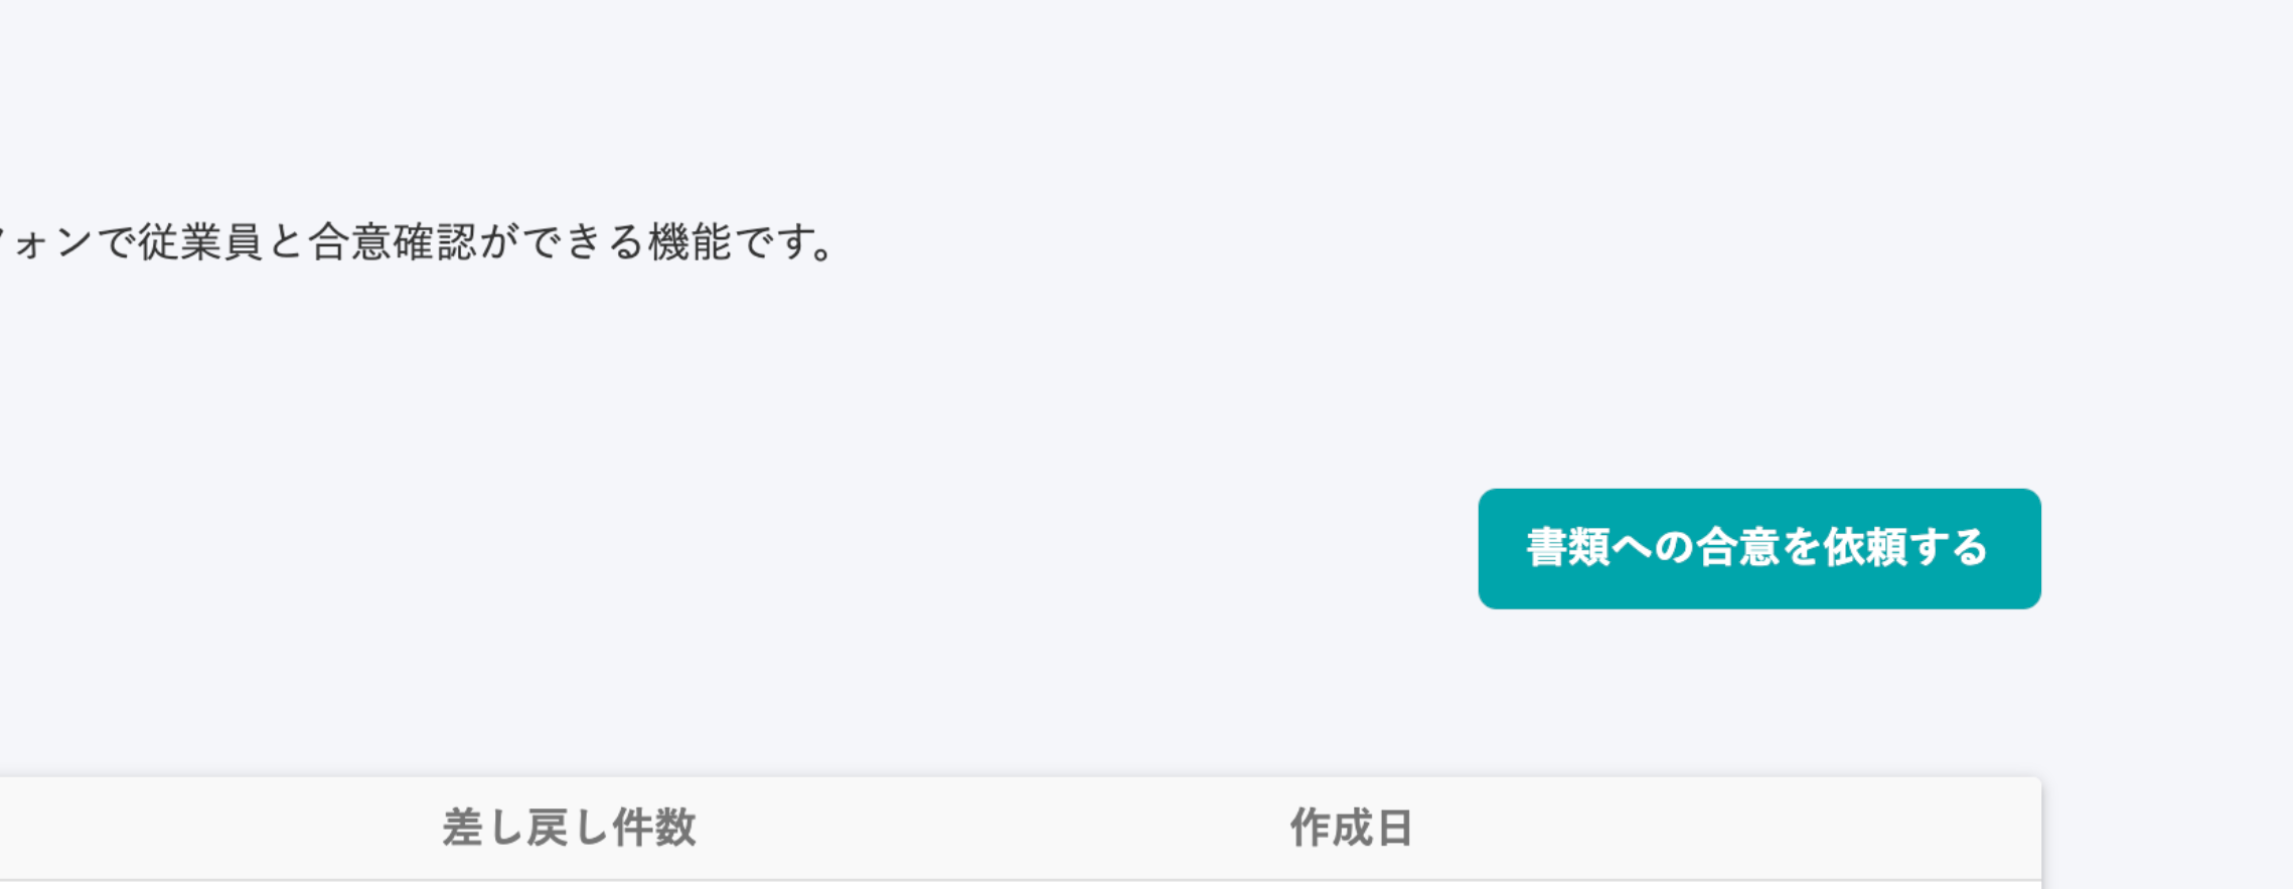 ォンで従業員と合意確認ができる機能です。
書類への合意を依頼する
差し戻し件数
作成日